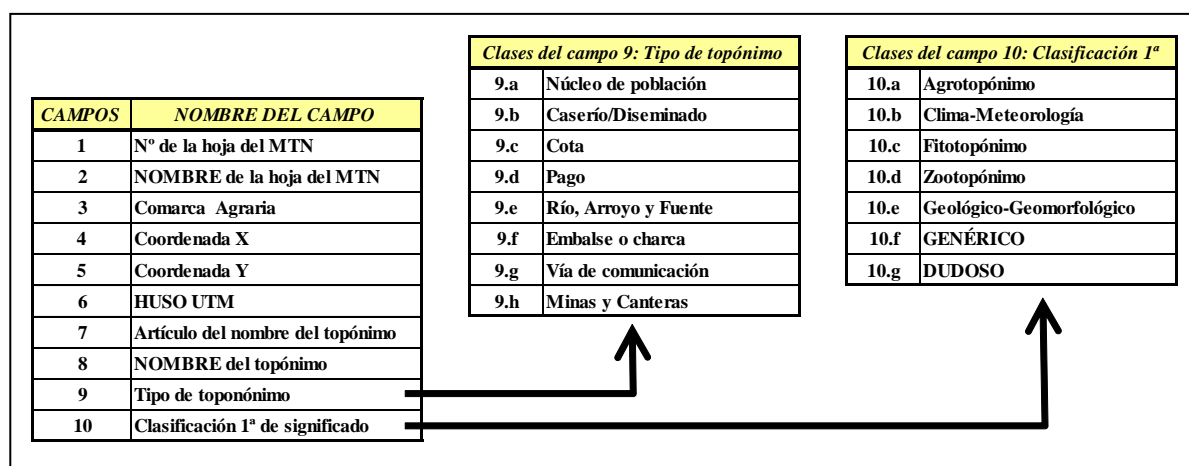 CAMPOS NOMBRE DEL CAMPO
1 Nº de la hoja del MTN
2 NOMBRE de la hoja del MTN
3 Comarca Agraria
4 Coordenada X
5 Coordenada Y
6 HUSO UTM
7 Artículo del nombre del topónimo
8 NOMBRE del topónimo
9 Tipo de toponónimo
10 Clasificación 1ª de significado
Clases del campo 9: Tipo de topónimo
9.a Núcleo de población
9.b Caserío/Diseminado
9.c Cota
9.d Pago
9.e Río, Arroyo y Fuente
9.f Embalse o charca
9.g Vía de comunicación
9.h Minas y Canteras
Clases del campo 10: Clasificación 1ª
10.a Agrotopónimo
10.b Clima-Meteorología
10.c Fitotopónimo
10.d Zootopónimo
10.e Geológico-Geomorfológico
10.f GENÉRICO
10.g DUDOSO